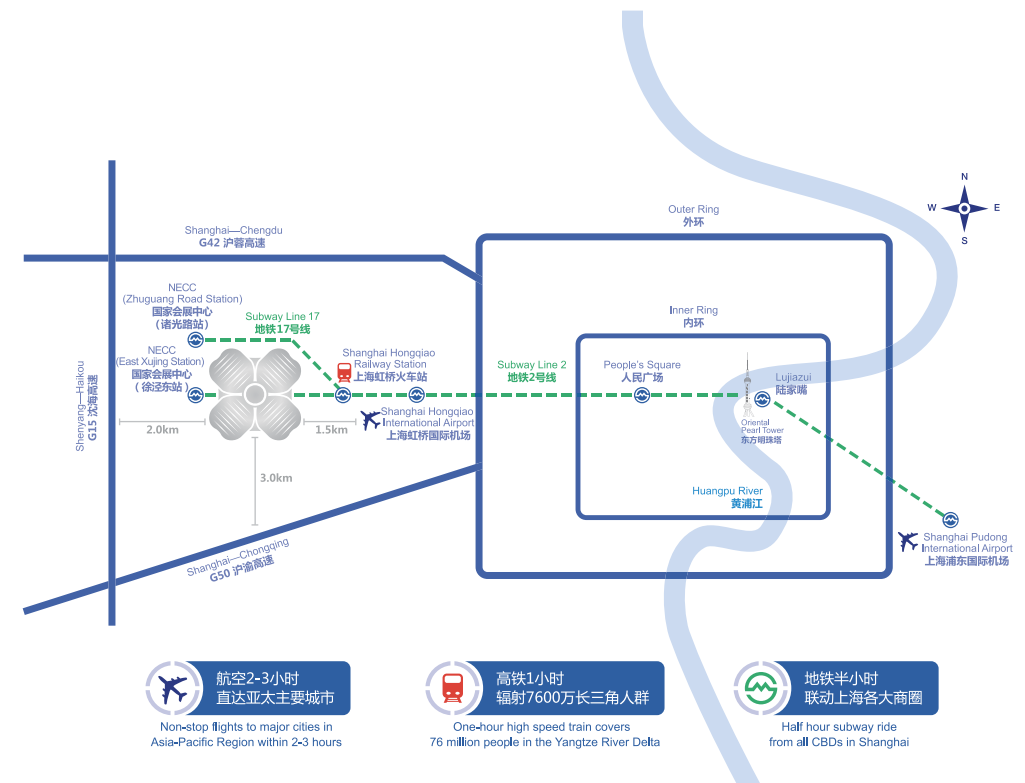 N
W
E
S
Outer Ring
外环
Shanghai—Chengdu
G42 沪蓉高速
NECC
(Zhuguang Road Station)
国家会展中心
（诸光路站）
Subway Line 17
地铁17号线
Inner Ring
内环
NECC
(East Xujing Station)
国家会展中心
（徐泾东站）
Shanghai Hongqiao
Railway Station
上海虹桥火车站
Subway Line 2
地铁2号线
People's Square
人民广场
Lujiazui
陆家嘴
Shenyang—Haikou
G15 沈海高速
2.0km
1.5km
Shanghai Hongqiao
International Airport
上海虹桥国际机场
Oriental
Pearl Tower
东方明珠塔
3.0km
Huangpu River
黄浦江
Shanghai—Chongqing
G50 沪渝高速
Shanghai Pudong
International Airport
上海浦东国际机场
航空2-3小时
直达亚太主要城市
Non-stop flights to major cities in
Asia-Pacific Region within 2-3 hours
高铁1小时
辐射7600万长三角人群
One-hour high speed train covers
76 million people in the Yangtze River Delta
地铁半小时
联动上海各大商圈
Half hour subway ride
from all CBDs in Shanghai